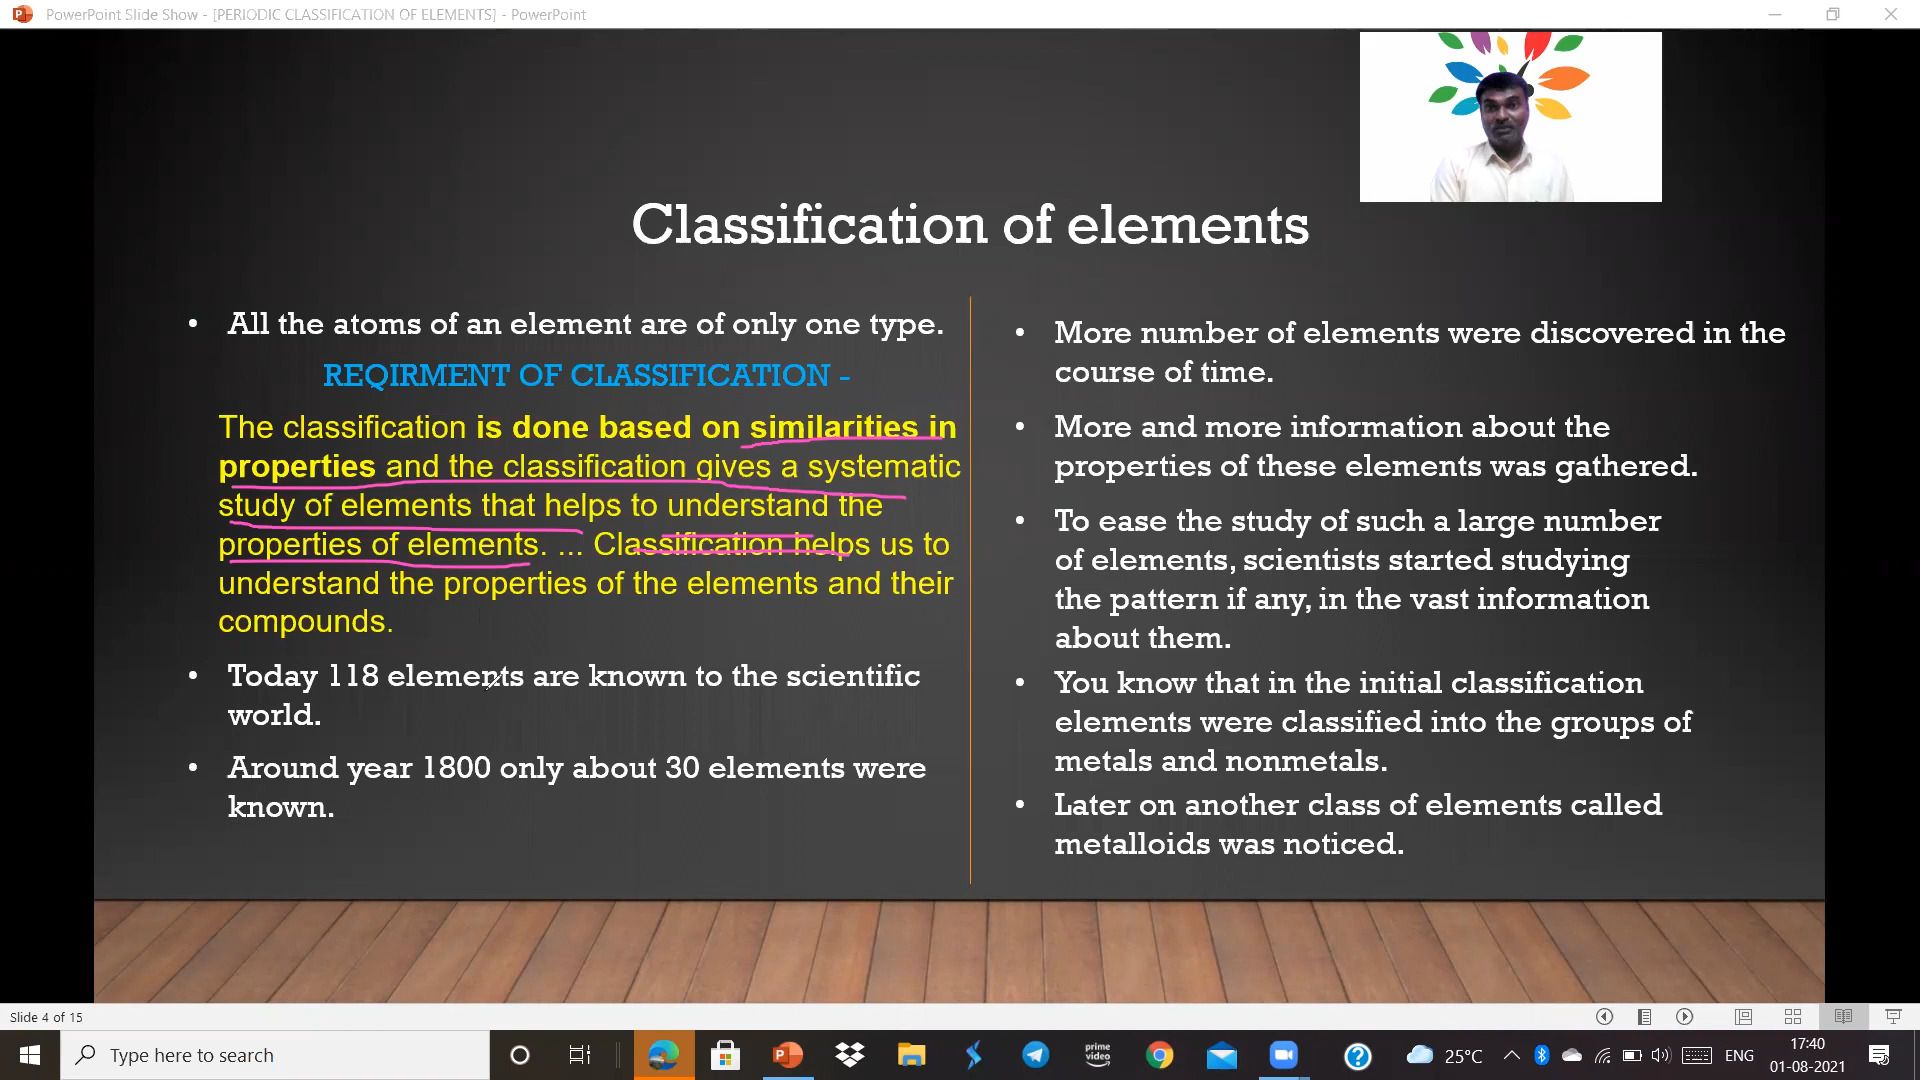 PowerPoint Slide Show - [PERIODIC CLASSIFICATION OF ELEMENTS] - PowerPoint
Classification of elements
• All the atoms of an element are of only one type.
REQIRMENT OF CLASSIFICATION -
The classification is done based on similarities in
properties and the classification gives a systematic
study of elements that helps to understand the
properties of elements. ... Classification helps us to
understand the properties of the elements and their
compounds.
• Today 118 elements are known to the scientific
world.
• Around year 1800 only about 30 elements were
known.
• More number of elements were discovered in the
course of time.
• More and more information about the
properties of these elements was gathered.
• To ease the study of such a large number
of elements, scientists started studying
the pattern if any, in the vast information
about them.
• You know that in the initial classification
elements were classified into the groups of
metals and nonmetals.
• Later on another class of elements called
metalloids was noticed.
Slide 4 of 15
Type here to search
prime
video
25°C
ENG
17:40
01-08-2021